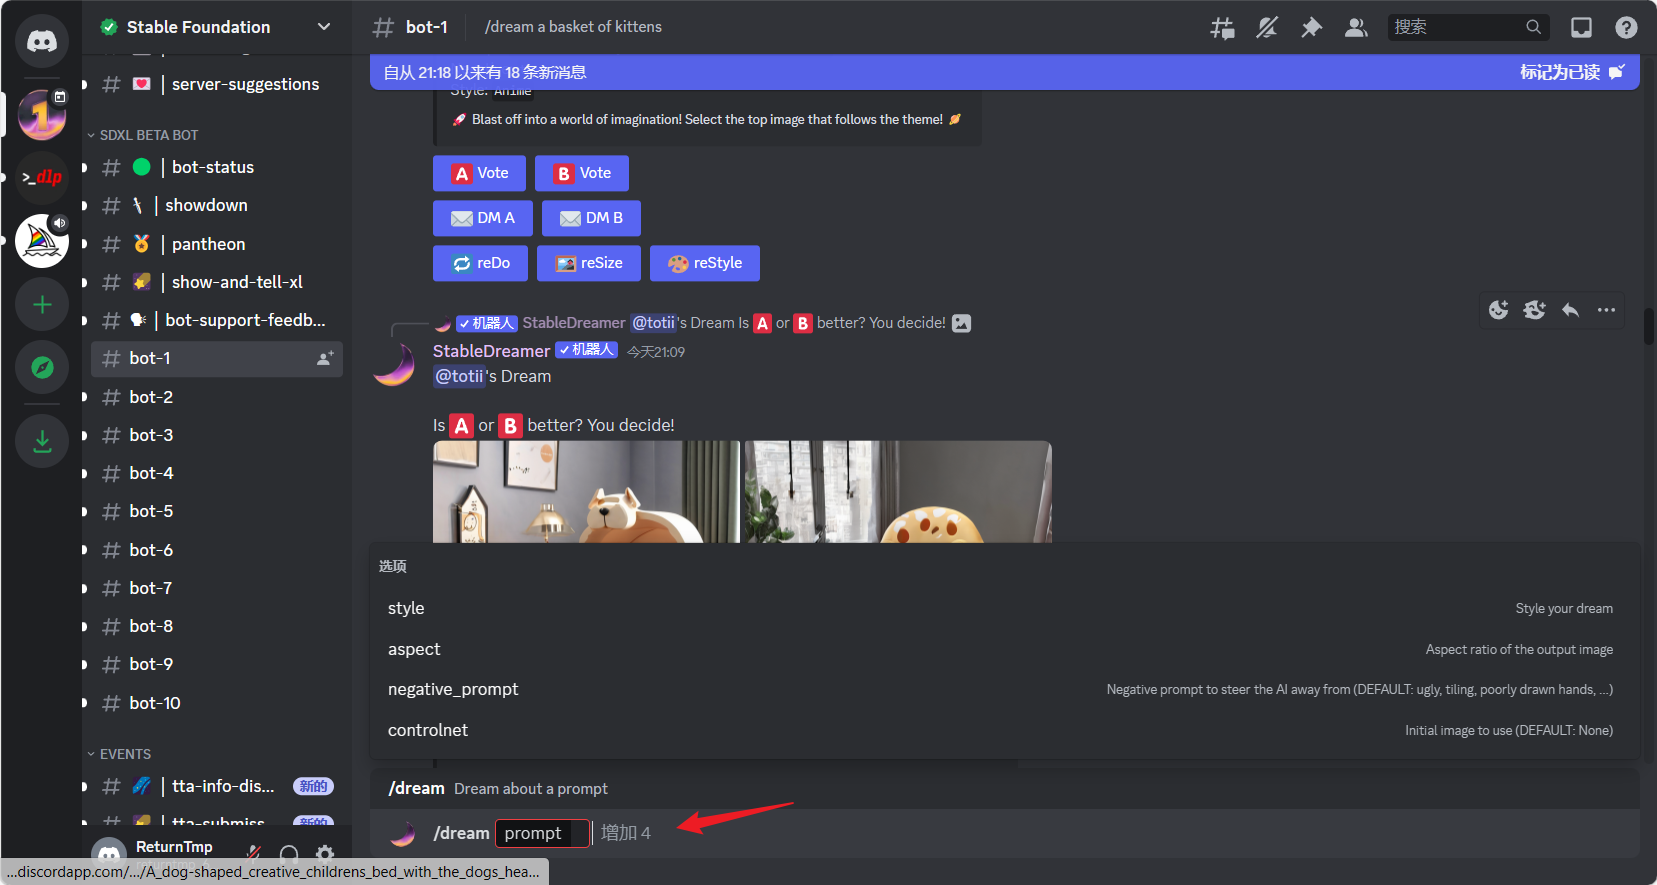 Stable Foundation
bot-1
/dream a basket of kittens
搜索
自从 21:18 以来有 18 条新消息
标记为已读
server-suggestions
SDXL BETA BOT
bot-status
showdown
pantheon
show-and-tell-xl
bot-support-feedb...
bot-1
bot-2
bot-3
bot-4
bot-5
bot-6
bot-7
bot-8
bot-9
bot-10
EVENTS
tta-info-dis...
新的
tta-submiss
新的
1
>_dlp
Style: Anime
🚀 Blast off into a world of imagination! Select the top image that follows the theme! 🪐
A Vote
B Vote
DM A
DM B
reDo
reSize
reStyle
✓ 机器人 StableDreamer @totii's Dream Is A or B better? You decide!
StableDreamer ✓ 机器人 今天21:09
@totii's Dream
Is A or B better? You decide!
选项
style
Style your dream
aspect
Aspect ratio of the output image
negative_prompt
Negative prompt to steer the AI away from (DEFAULT: ugly, tiling, poorly drawn hands, ...)
controlnet
Initial image to use (DEFAULT: None)
/dream Dream about a prompt
/dream prompt 增加 4
ReturnTmp
...discordapp.com/.../A_dog-shaped_creative_childrens_bed_with_the_dogs_hea...